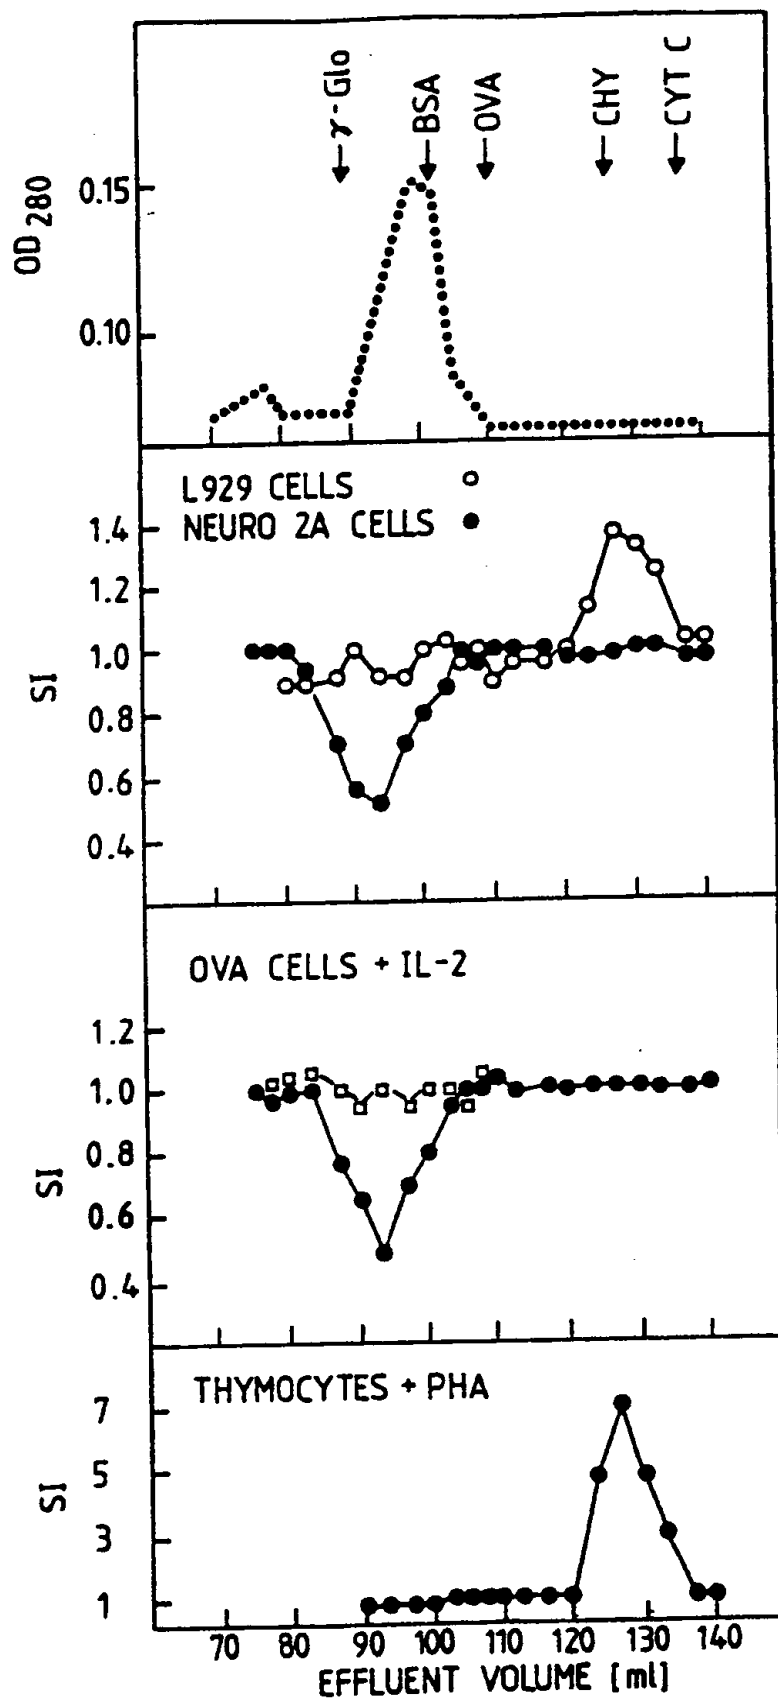 γ-Glo
BSA
OVA
CHY
CYT C
OD 280
0.15
0.10
L929 CELLS
NEURO 2A CELLS
SI
1.4
1.2
1.0
0.8
0.6
0.4
OVA CELLS + IL-2
SI
1.2
1.0
0.8
0.6
0.4
THYMOCYTES + PHA
SI
7
5
3
1
70 80 90 100 110 120 130 140
EFFLUENT VOLUME [ml]